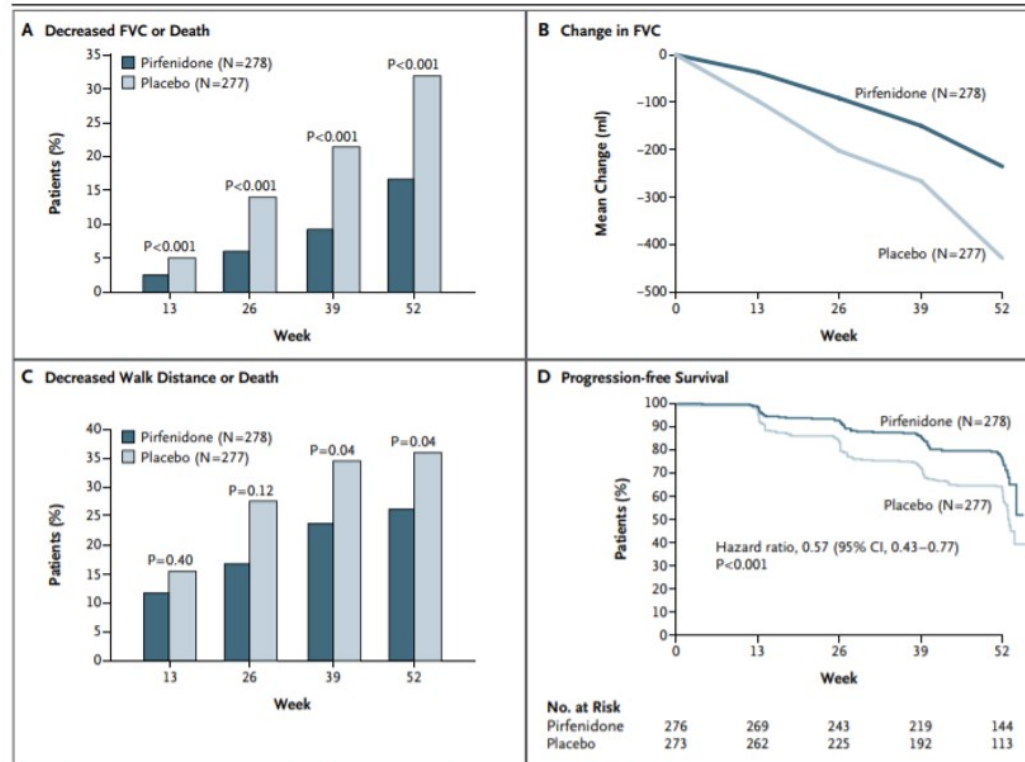 A Decreased FVC or Death
35
30
25
20
15
10
5
0
Patients (%)
Pirfenidone (N=278)
Placebo (N=277)
P<0.001
P<0.001
P<0.001
P<0.001
13 26 39 52
Week
B Change in FVC
0
−100
−200
−300
−400
−500
Mean Change (ml)
Pirfenidone (N=278)
Placebo (N=277)
0 13 26 39 52
Week
C Decreased Walk Distance or Death
40
35
30
25
20
15
10
5
0
Patients (%)
Pirfenidone (N=278)
Placebo (N=277)
P=0.40
P=0.12
P=0.04
P=0.04
13 26 39 52
Week
D Progression-free Survival
100
90
80
70
60
50
40
30
20
10
0
Patients (%)
Pirfenidone (N=278)
Placebo (N=277)
Hazard ratio, 0.57 (95% CI, 0.43–0.77)
P<0.001
0 13 26 39 52
Week
No. at Risk
Pirfenidone 276 269 243 219 144
Placebo 273 262 225 192 113